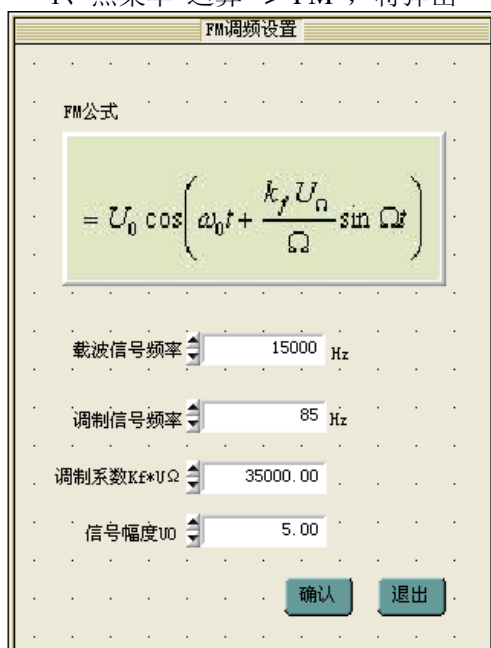 FM调频设置
FM公式
= U₀ cos(ω₀t + k_f U_Ω / Ω sin Ωt)
载波信号频率 15000 Hz
调制信号频率 85 Hz
调制系数Kf*UΩ 35000.00
信号幅度U0 5.00
确认 退出